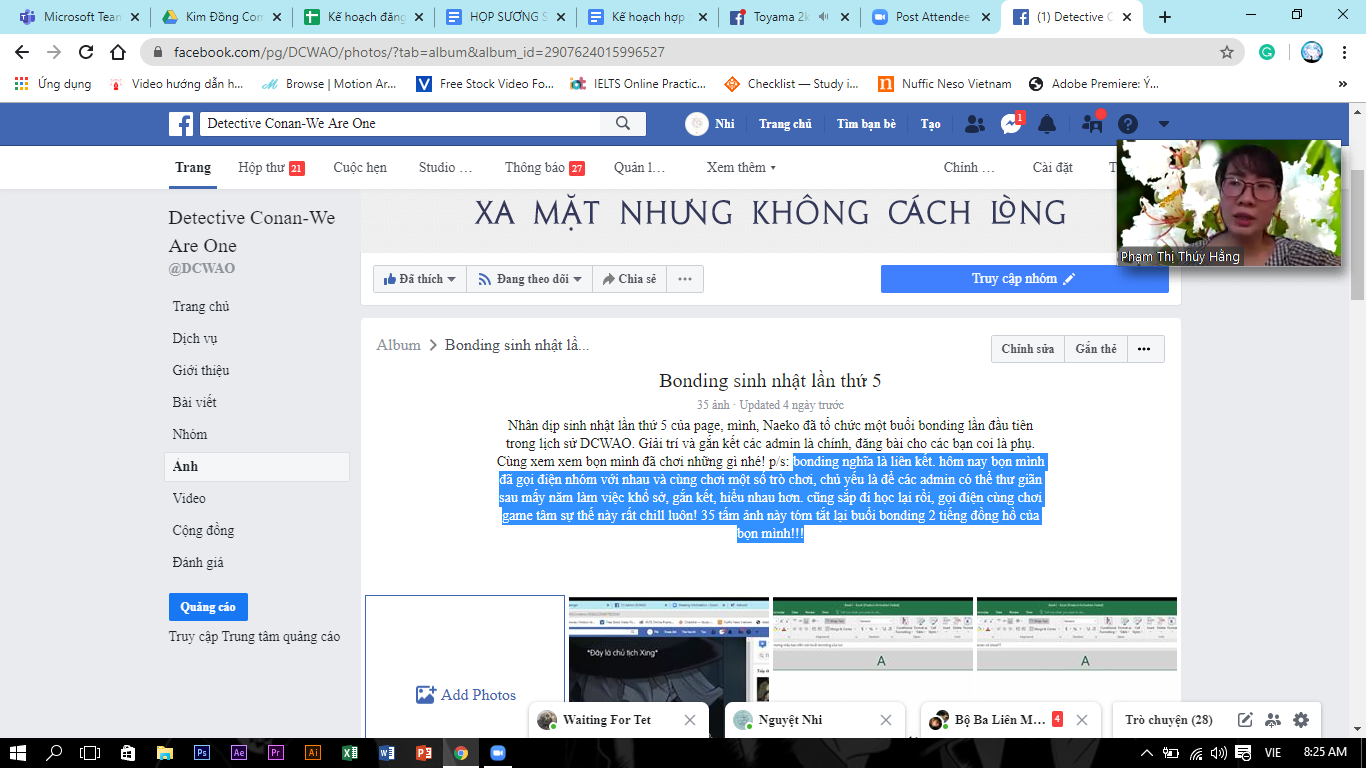 Microsoft Team
Kim Đồng Com
Kế hoạch đăng
HỌP SƯƠNG S
Kế hoạch họp
Toyama 2k
Post Attendee
(1) Detective C
facebook.com/pg/DCWAO/photos/?tab=album&album_id=2907624015996527
Ứng dụng
Video hướng dẫn h...
Browse | Motion Ar...
Free Stock Video Fo...
IELTS Online Practic...
Checklist — Study i...
Nuffic Neso Vietnam
Adobe Premiere: Ý...
Detective Conan-We Are One
Nhi
Trang chủ
Tìm bạn bè
Tạo
1
Trang
Hộp thư 21
Cuộc hẹn
Studio ...
Thông báo 27
Quản l...
Xem thêm
Chính ...
Cài đặt
Phạm Thị Thúy Hằng
Detective Conan-We
Are One
@DCWAO
Trang chủ
Dịch vụ
Giới thiệu
Bài viết
Nhóm
Ảnh
Video
Cộng đồng
Đánh giá
Quảng cáo
Truy cập Trung tâm quảng cáo
XA MẶT NHƯNG KHÔNG CÁCH LÒNG
Đã thích
Đang theo dõi
Chia sẻ
Truy cập nhóm
Album
Bonding sinh nhật lầ...
Chỉnh sửa
Gắn thẻ
Bonding sinh nhật lần thứ 5
35 ảnh · Updated 4 ngày trước
Nhân dịp sinh nhật lần thứ 5 của page, mình, Naeko đã tổ chức một buổi bonding lần đầu tiên
trong lịch sử DCWAO. Giải trí và gắn kết các admin là chính, đăng bài cho các bạn coi là phụ.
Cùng xem xem bọn mình đã chơi những gì nhé! p/s: bonding nghĩa là liên kết. hôm nay bọn mình
đã gọi điện nhóm với nhau và cùng chơi một số trò chơi, chủ yếu là để các admin có thể thư giãn
sau mấy năm làm việc khổ sở, gắn kết, hiểu nhau hơn. cũng sắp đi học lại rồi, gọi điện cùng chơi
game tâm sự thế này rất chill luôn! 35 tấm ảnh này tóm tắt lại buổi bonding 2 tiếng đồng hồ của
bọn mình!!!
Add Photos
*Đây là chủ tịch Xing*
A
A
Waiting For Tet
Nguyệt Nhi
Bộ Ba Liên M... 4
Trò chuyện (28)
VIE
8:25 AM